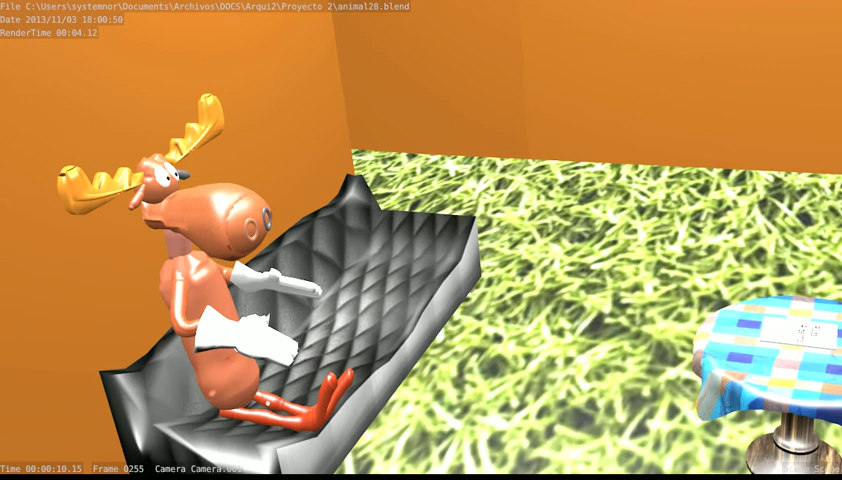 File C:\Users\systemnor\Documents\Archivos\DOCS\Arqui2\Proyecto 2\animal28.blend
Date 2013/11/03 18:00:50
RenderTime 00:04.12
Time 00:00:10.15 Frame 0255 Camera Camera.001
Scene